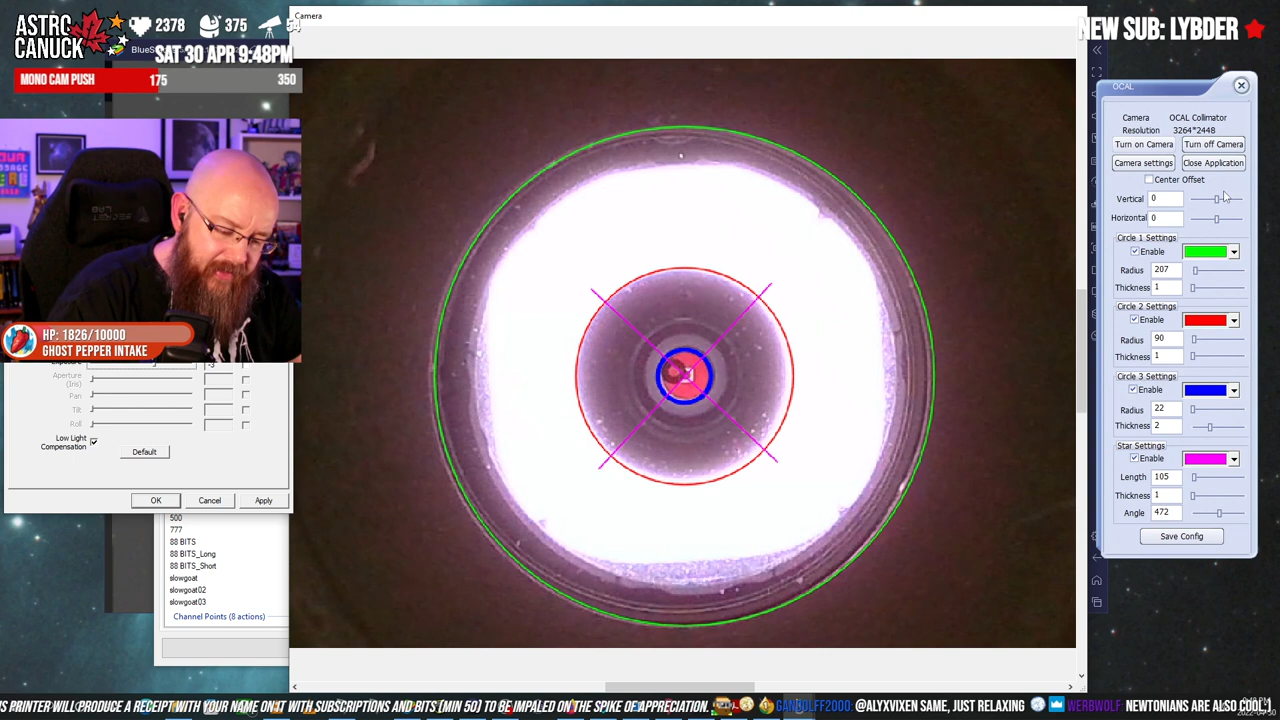 ASTRO
CANUCK
2378
375
54
BlueS
SAT 30 APR 9:48PM
MONO CAM PUSH 175 350
Camera
NEW SUB: LYBDER
SECRET
LAB
HP: 1826/10000
GHOST PEPPER INTAKE
-3
Aperture
(Iris)
Pan
Tilt
Roll
Low Light
Compensation
Default
OK Cancel Apply
500
777
88 BITS
88 BITS_Long
88 BITS_Short
slowgoat
slowgoat02
slowgoat03
Channel Points (8 actions)
OCAL
Camera OCAL Collimator
Resolution 3264*2448
Turn on Camera Turn off Camera
Camera settings Close Application
Center Offset
Vertical 0
Horizontal 0
Circle 1 Settings
Enable
Radius 207
Thickness 1
Circle 2 Settings
Enable
Radius 90
Thickness 1
Circle 3 Settings
Enable
Radius 22
Thickness 2
Star Settings
Enable
Length 105
Thickness 1
Angle 472
Save Config
S PRINTER WILL PRODUCE A RECEIPT WITH YOUR NAME ON IT WITH SUBSCRIPTIONS AND BITS [MIN 50] TO BE IMPALED ON THE SPIKE OF APPRECIATION. GANDOLFF2000: @ALYXVIXEN SAME, JUST RELAXING WERBWOLF: NEWTONIANS ARE ALSO COOL